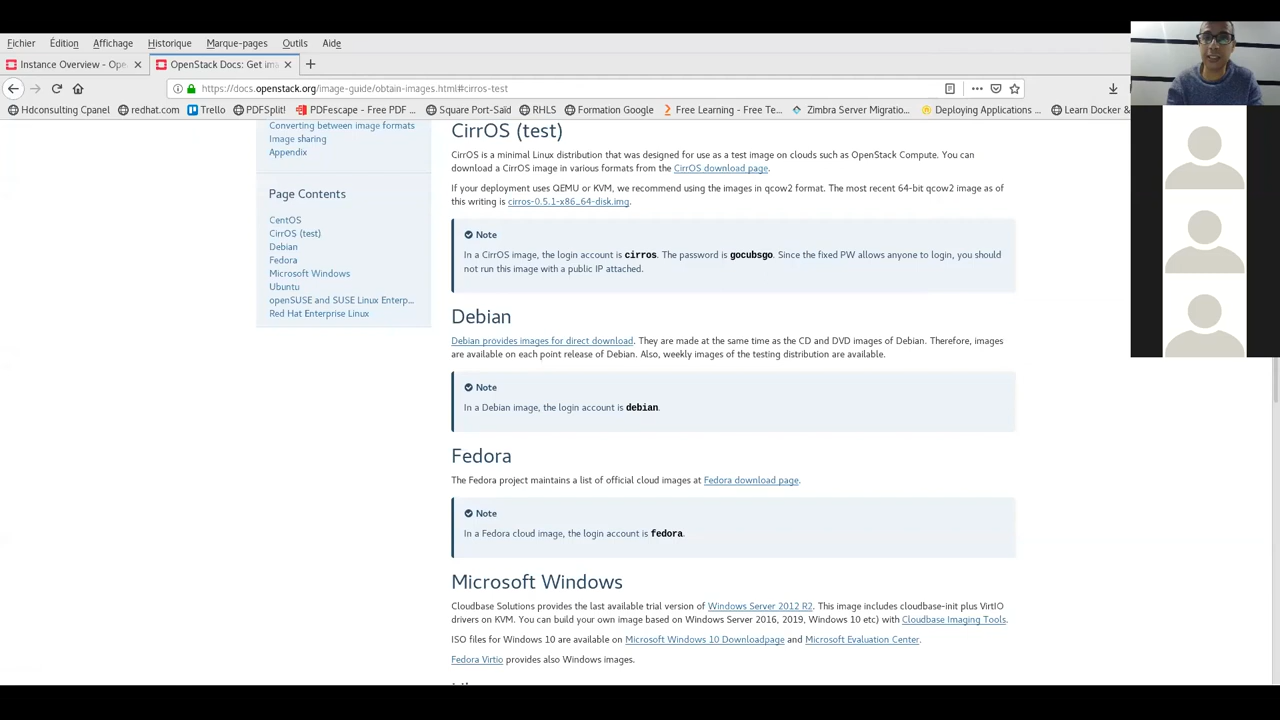 Fichier Édition Affichage Historique Marque-pages Outils Aide
Instance Overview - Ope
OpenStack Docs: Get im
https://docs.openstack.org/image-guide/obtain-images.html#cirros-test
Hdconsulting Cpanel redhat.com Trello PDFSplit! PDFescape - Free PDF … Square Port-Saïd RHLS Formation Google Free Learning - Free Te… Zimbra Server Migratio… Deploying Applications … Learn Docker &
Converting between image formats
Image sharing
Appendix
Page Contents
CentOS
CirrOS (test)
Debian
Fedora
Microsoft Windows
Ubuntu
openSUSE and SUSE Linux Enterp...
Red Hat Enterprise Linux
CirrOS (test)
CirrOS is a minimal Linux distribution that was designed for use as a test image on clouds such as OpenStack Compute. You can
download a CirrOS image in various formats from the CirrOS download page.
If your deployment uses QEMU or KVM, we recommend using the images in qcow2 format. The most recent 64-bit qcow2 image as of
this writing is cirros-0.5.1-x86_64-disk.img.
Note
In a CirrOS image, the login account is cirros. The password is gocubsgo. Since the fixed PW allows anyone to login, you should
not run this image with a public IP attached.
Debian
Debian provides images for direct download. They are made at the same time as the CD and DVD images of Debian. Therefore, images
are available on each point release of Debian. Also, weekly images of the testing distribution are available.
Note
In a Debian image, the login account is debian.
Fedora
The Fedora project maintains a list of official cloud images at Fedora download page.
Note
In a Fedora cloud image, the login account is fedora.
Microsoft Windows
Cloudbase Solutions provides the last available trial version of Windows Server 2012 R2. This image includes cloudbase-init plus VirtIO
drivers on KVM. You can build your own image based on Windows Server 2016, 2019, Windows 10 etc) with Cloudbase Imaging Tools.
ISO files for Windows 10 are available on Microsoft Windows 10 Downloadpage and Microsoft Evaluation Center.
Fedora Virtio provides also Windows images.